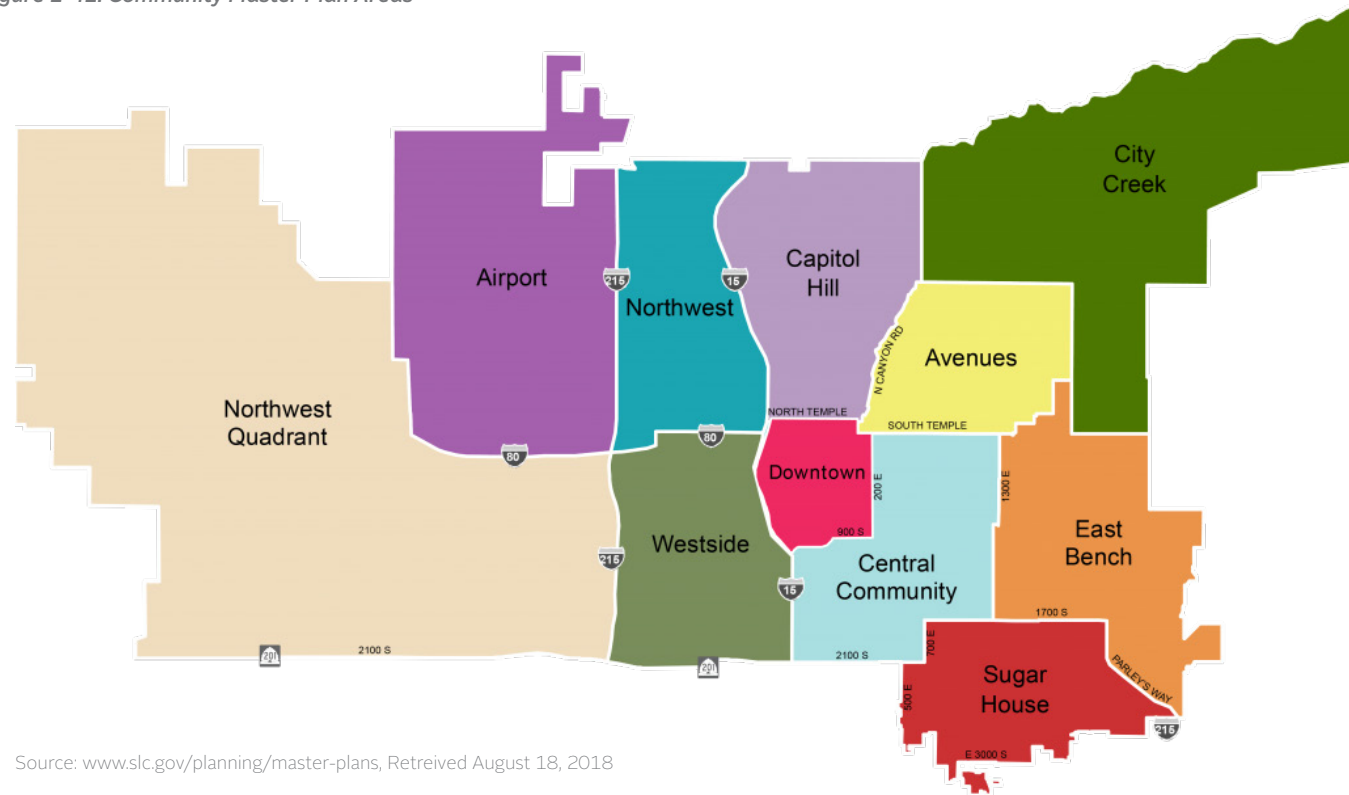 City
Creek
Capitol
Hill
Airport
215
15
Northwest
N CANYON RD
Avenues
Northwest
Quadrant
NORTH TEMPLE
SOUTH TEMPLE
80
80
Downtown
200 E
1300 E
900 S
Westside
East
Bench
215
Central
Community
15
1700 S
2100 S
201
2100 S
700 E
201
Sugar
House
PARLEY'S WAY
500 E
215
E 3000 S
Source: www.slc.gov/planning/master-plans, Retreived August 18, 2018